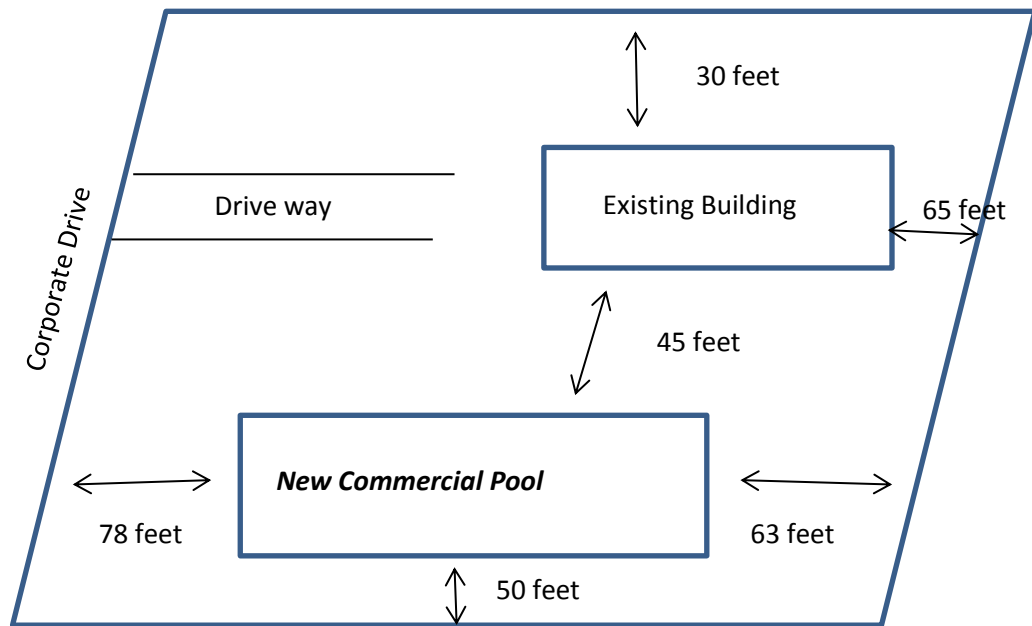 30 feet
Drive way
Existing Building
65 feet
Corporate Drive
45 feet
New Commercial Pool
78 feet
63 feet
50 feet